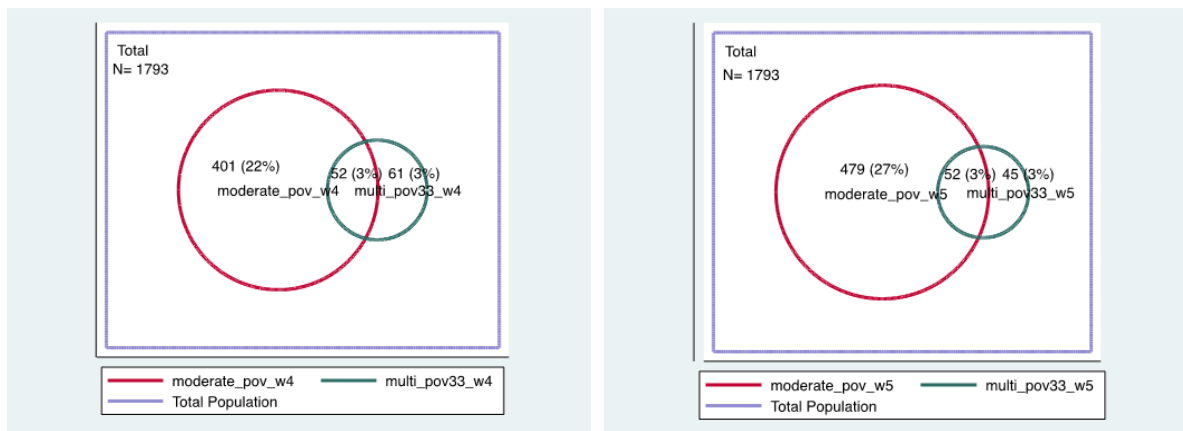 Total
N= 1793
401 (22%)
52 (3%) 61 (3%)
moderate_pov_w4 multi_pov33_w4
moderate_pov_w4 multi_pov33_w4
Total Population
Total
N= 1793
479 (27%)
52 (3%) 45 (3%)
moderate_pov_w5 multi_pov33_w5
moderate_pov_w5 multi_pov33_w5
Total Population